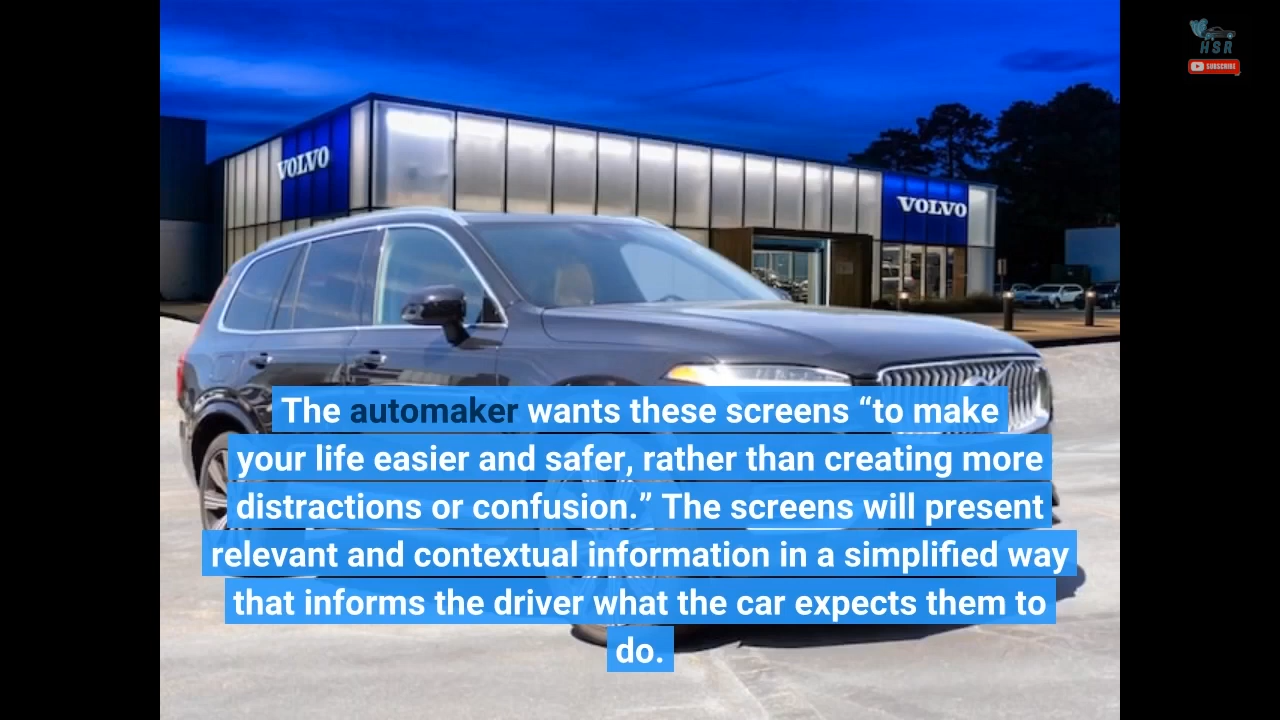 HSR
SUBSCRIBE
VOLVO
VOLVO
The automaker wants these screens “to make
your life easier and safer, rather than creating more
distractions or confusion.” The screens will present
relevant and contextual information in a simplified way
that informs the driver what the car expects them to
do.